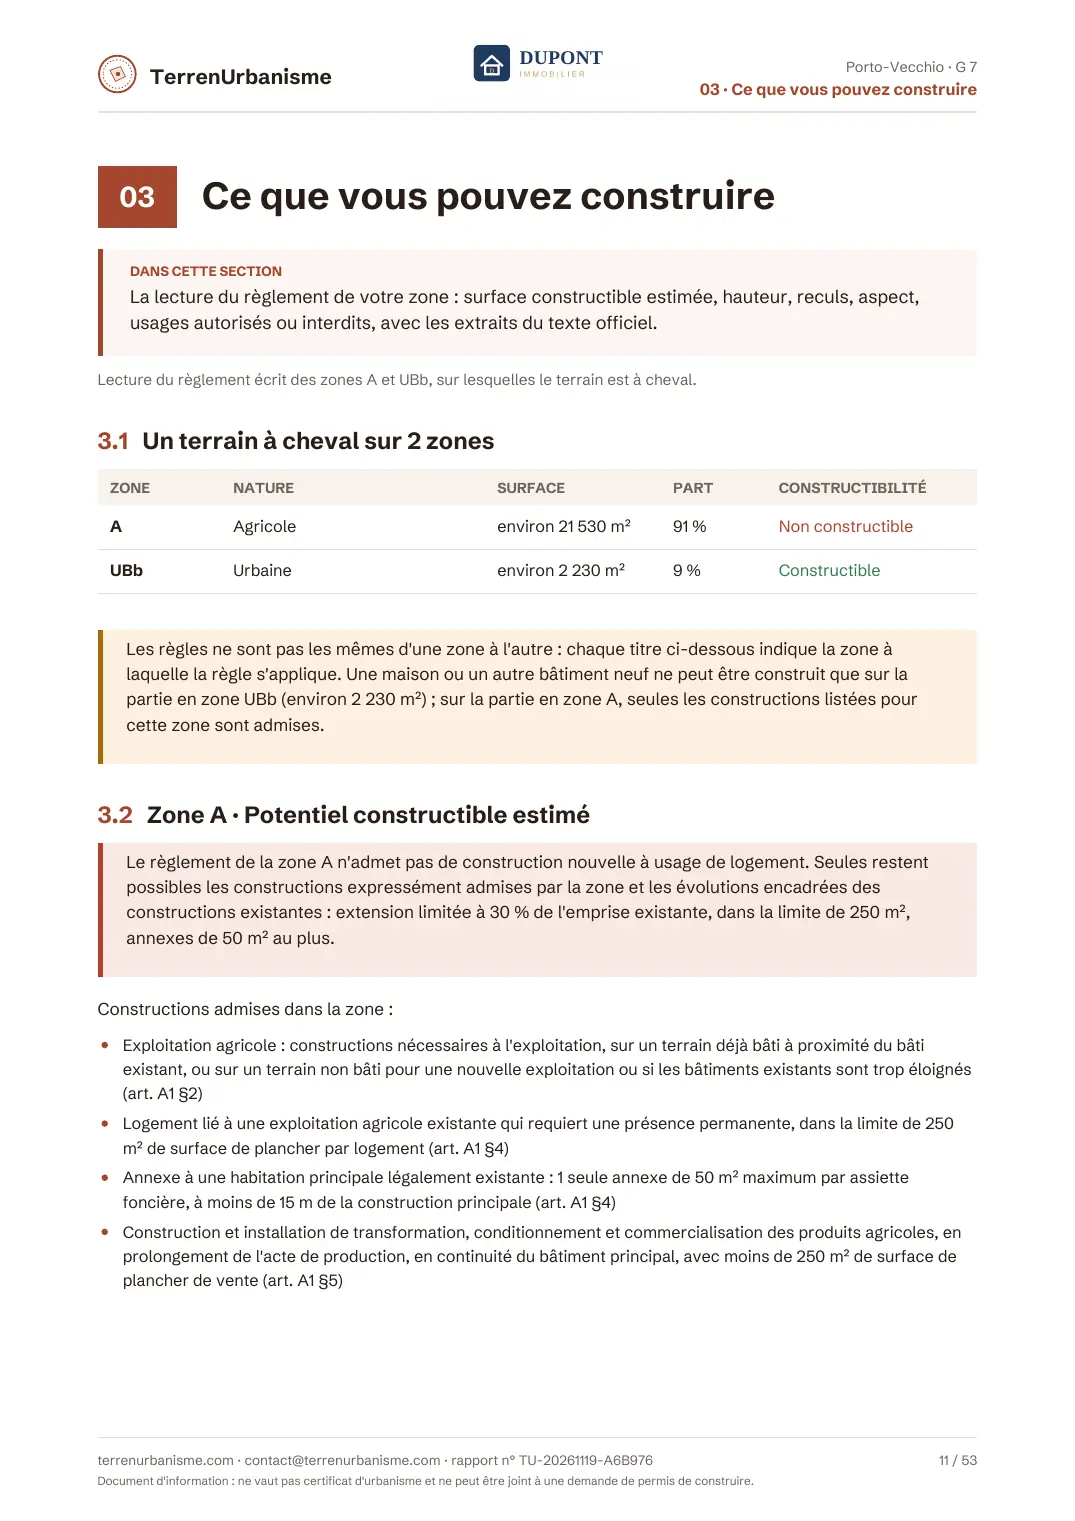 TerrenUrbanisme
DUPONT
IMMOBILIER
Porto-Vecchio · G 7
03 · Ce que vous pouvez construire
03
Ce que vous pouvez construire
DANS CETTE SECTION
La lecture du règlement de votre zone : surface constructible estimée, hauteur, reculs, aspect,
usages autorisés ou interdits, avec les extraits du texte officiel.
Lecture du règlement écrit des zones A et UBb, sur lesquelles le terrain est à cheval.
3.1 Un terrain à cheval sur 2 zones
ZONE NATURE SURFACE PART CONSTRUCTIBILITÉ
A Agricole environ 21 530 m² 91 % Non constructible
UBb Urbaine environ 2 230 m² 9 % Constructible
Les règles ne sont pas les mêmes d'une zone à l'autre : chaque titre ci-dessous indique la zone à
laquelle la règle s'applique. Une maison ou un autre bâtiment neuf ne peut être construit que sur la
partie en zone UBb (environ 2 230 m²) ; sur la partie en zone A, seules les constructions listées pour
cette zone sont admises.
3.2 Zone A · Potentiel constructible estimé
Le règlement de la zone A n'admet pas de construction nouvelle à usage de logement. Seules restent
possibles les constructions expressément admises par la zone et les évolutions encadrées des
constructions existantes : extension limitée à 30 % de l'emprise existante, dans la limite de 250 m²,
annexes de 50 m² au plus.
Constructions admises dans la zone :
• Exploitation agricole : constructions nécessaires à l'exploitation, sur un terrain déjà bâti à proximité du bâti
existant, ou sur un terrain non bâti pour une nouvelle exploitation ou si les bâtiments existants sont trop éloignés
(art. A1 §2)
• Logement lié à une exploitation agricole existante qui requiert une présence permanente, dans la limite de 250
m² de surface de plancher par logement (art. A1 §4)
• Annexe à une habitation principale légalement existante : 1 seule annexe de 50 m² maximum par assiette
foncière, à moins de 15 m de la construction principale (art. A1 §4)
• Construction et installation de transformation, conditionnement et commercialisation des produits agricoles, en
prolongement de l'acte de production, en continuité du bâtiment principal, avec moins de 250 m² de surface de
plancher de vente (art. A1 §5)
terrenurbanisme.com · contact@terrenurbanisme.com · rapport n° TU-20261119-A6B976
11 / 53
Document d'information : ne vaut pas certificat d'urbanisme et ne peut être joint à une demande de permis de construire.